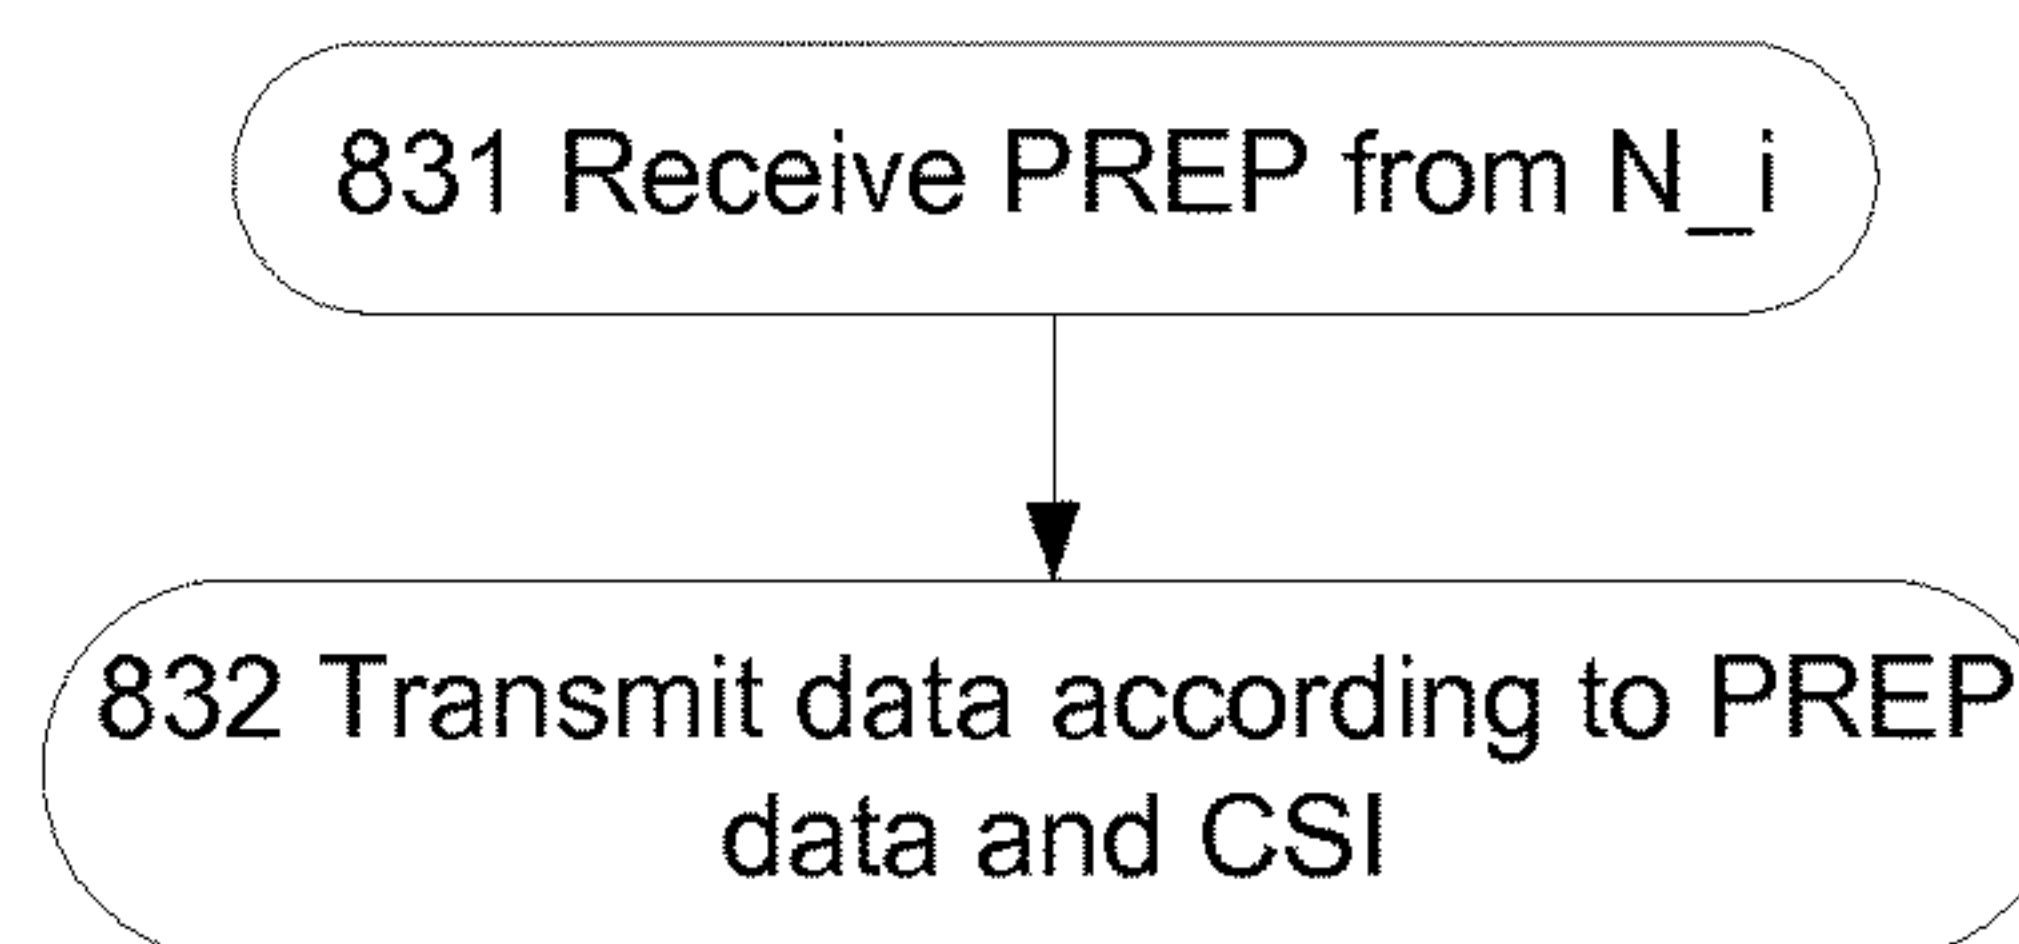 831 Receive PREP from N_i
832 Transmit data according to PREP
data and CSI